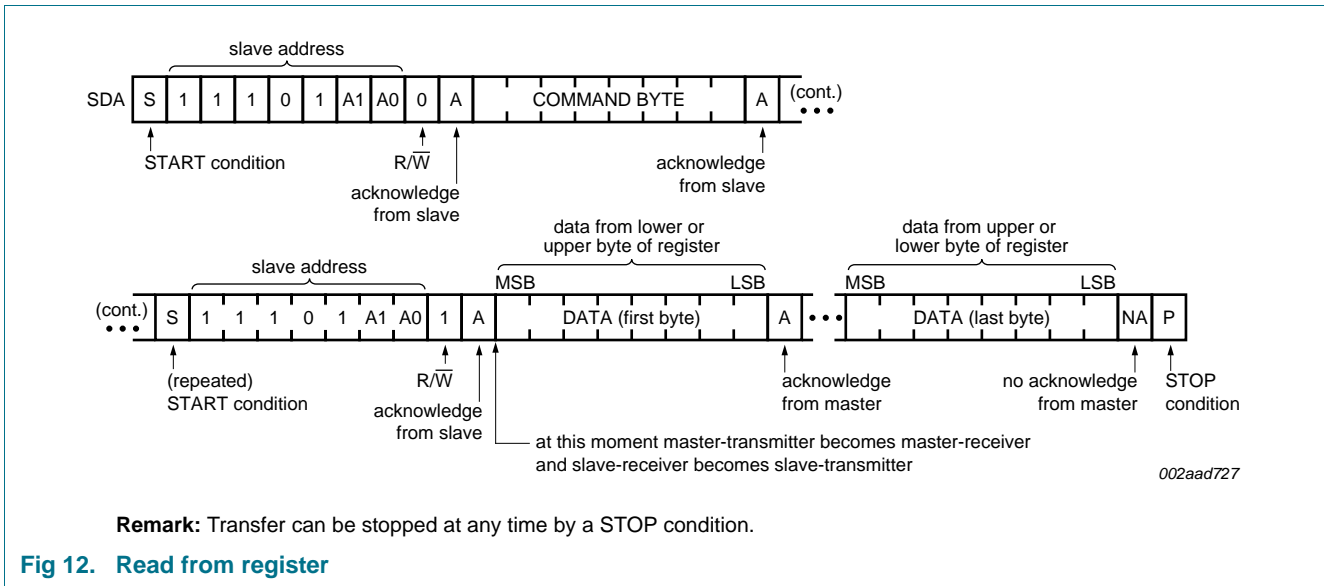 slave address
SDA S 1 1 1 0 1 A1 A0 0 A COMMAND BYTE A (cont.)
START condition
R/W̅
acknowledge
from slave
acknowledge
from slave
data from lower or
upper byte of register
data from upper or
lower byte of register
slave address
MSB LSB MSB LSB
(cont.) S 1 1 1 0 1 A1 A0 1 A DATA (first byte) A DATA (last byte) NA P
(repeated)
START condition
R/W̅
acknowledge
from slave
acknowledge
from master
no acknowledge
from master
STOP
condition
at this moment master-transmitter becomes master-receiver
and slave-receiver becomes slave-transmitter
002aad727
Remark: Transfer can be stopped at any time by a STOP condition.
Fig 12. Read from register